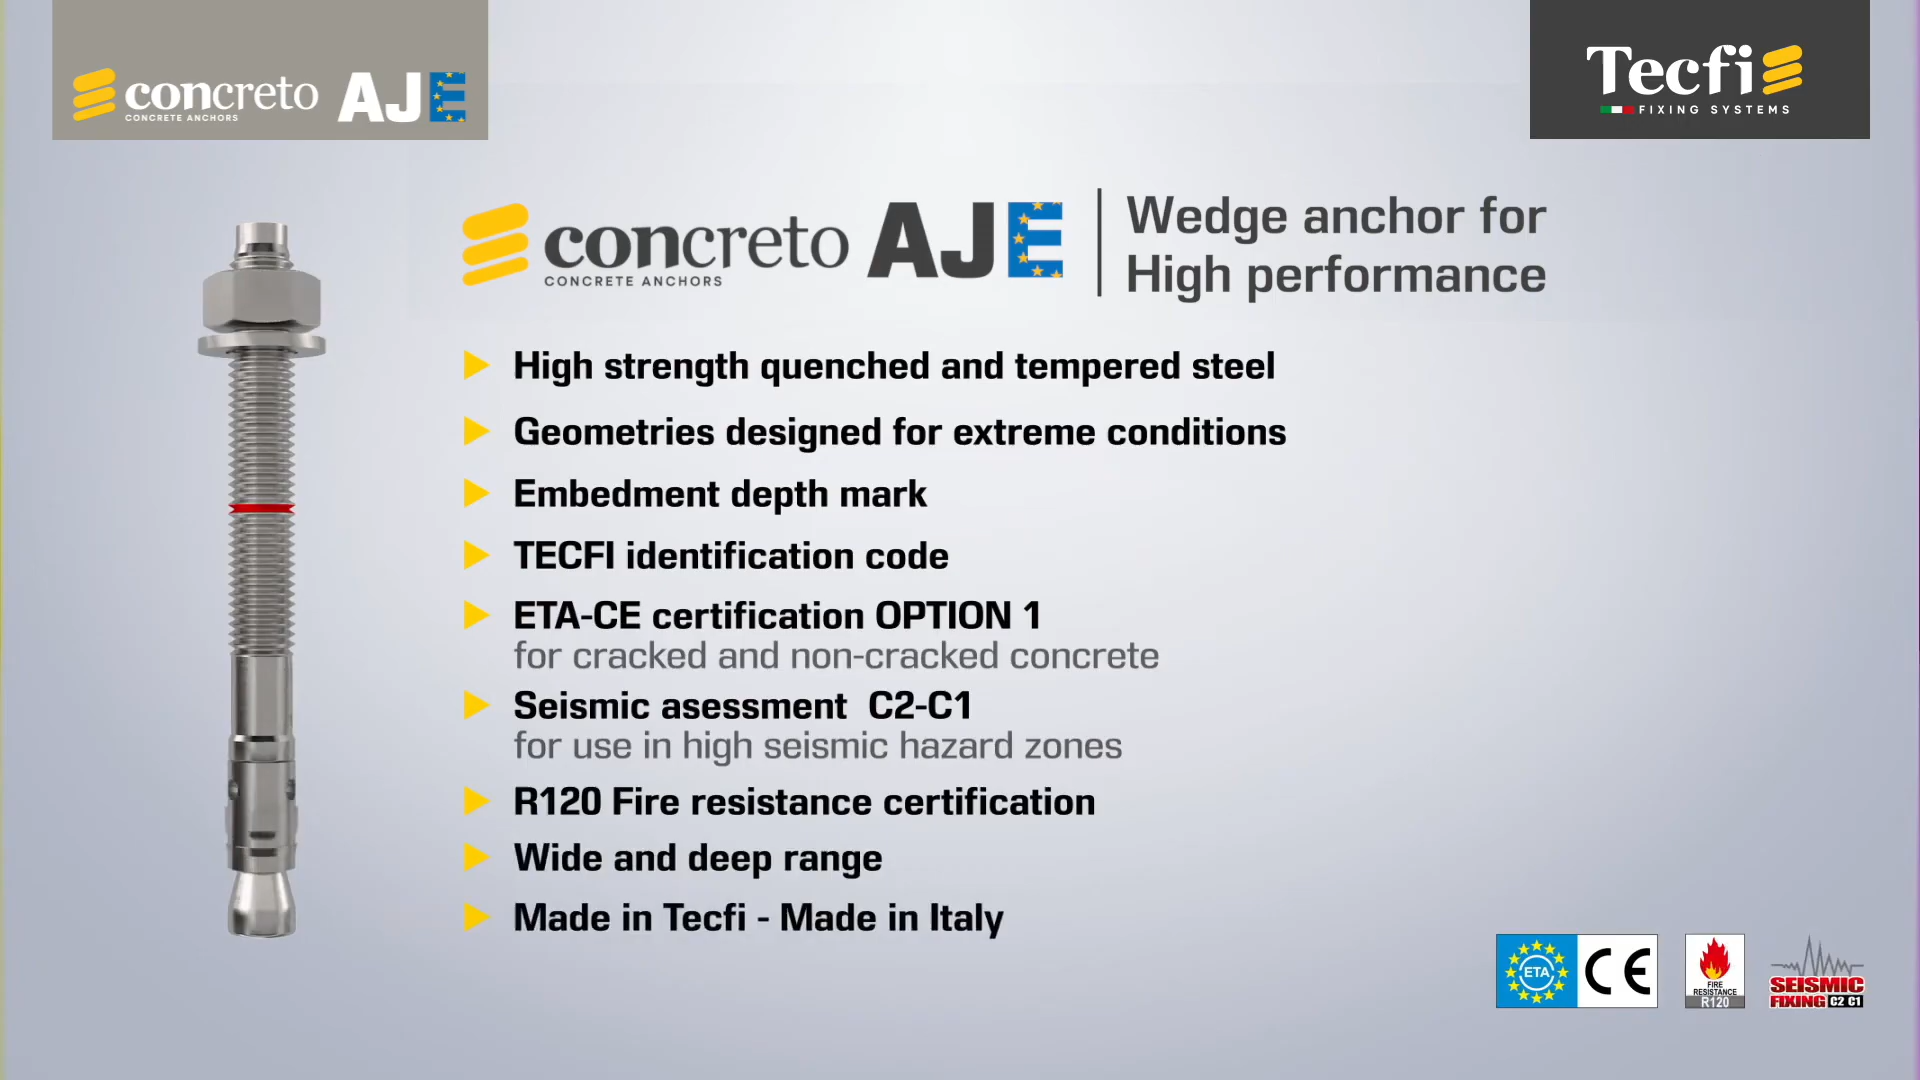 concreto AJE
CONCRETE ANCHORS
Tecfi
FIXING SYSTEMS
concreto AJE
CONCRETE ANCHORS
Wedge anchor for
High performance
High strength quenched and tempered steel
Geometries designed for extreme conditions
Embedment depth mark
TECFI identification code
ETA-CE certification OPTION 1
for cracked and non-cracked concrete
Seismic asessment C2-C1
for use in high seismic hazard zones
R120 Fire resistance certification
Wide and deep range
Made in Tecfi - Made in Italy
ETA CE
FIRE
RESISTANCE
R120
SEISMIC
FIXING C2 C1